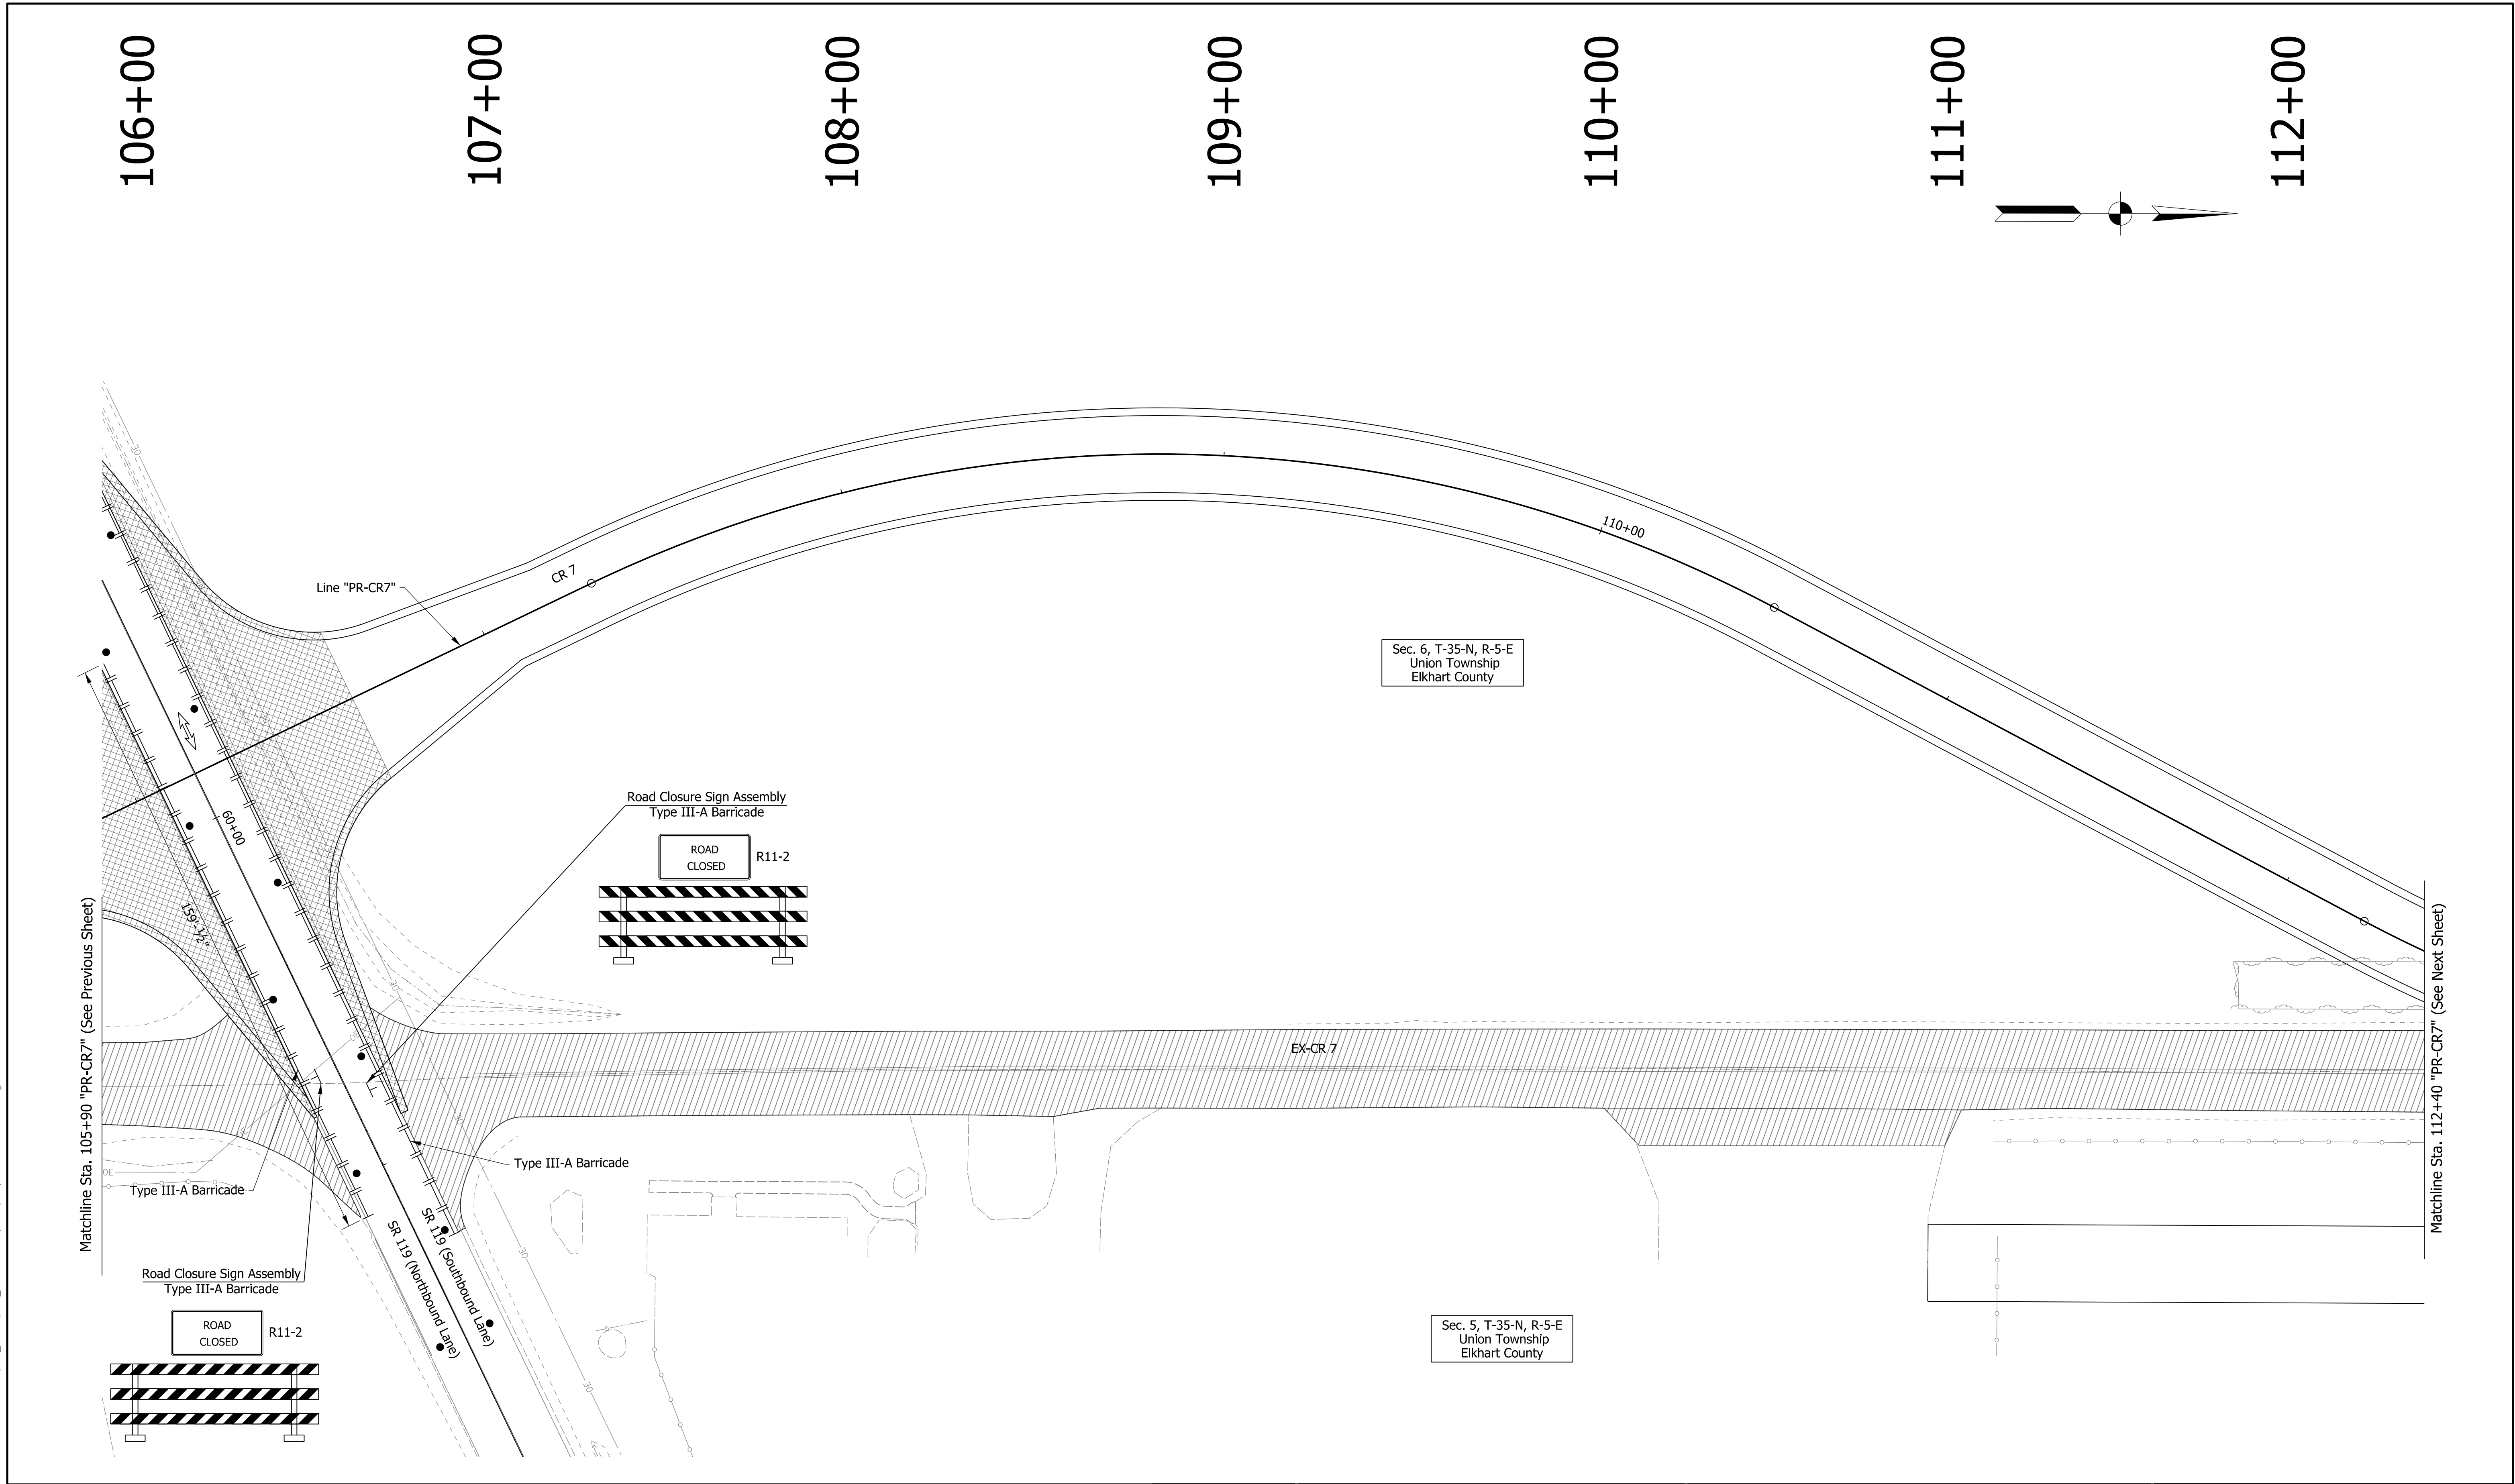 106+00
107+00
108+00
109+00
110+00
111+00
112+00
30
CR 7
Line "PR-CR7"
110+00
Sec. 6, T-35-N, R-5-E
Union Township
Elkhart County
60+00
Road Closure Sign Assembly
Type III-A Barricade
ROAD
CLOSED
R11-2
159'-½"
Matchline Sta. 105+90 "PR-CR7" (See Previous Sheet)
Matchline Sta. 112+40 "PR-CR7" (See Next Sheet)
30
EX-CR 7
30
Type III-A Barricade
Type III-A Barricade
SR 119 (Southbound Lane)
SR 119 (Northbound Lane)
30
30
Road Closure Sign Assembly
Type III-A Barricade
ROAD
CLOSED
R11-2
Sec. 5, T-35-N, R-5-E
Union Township
Elkhart County